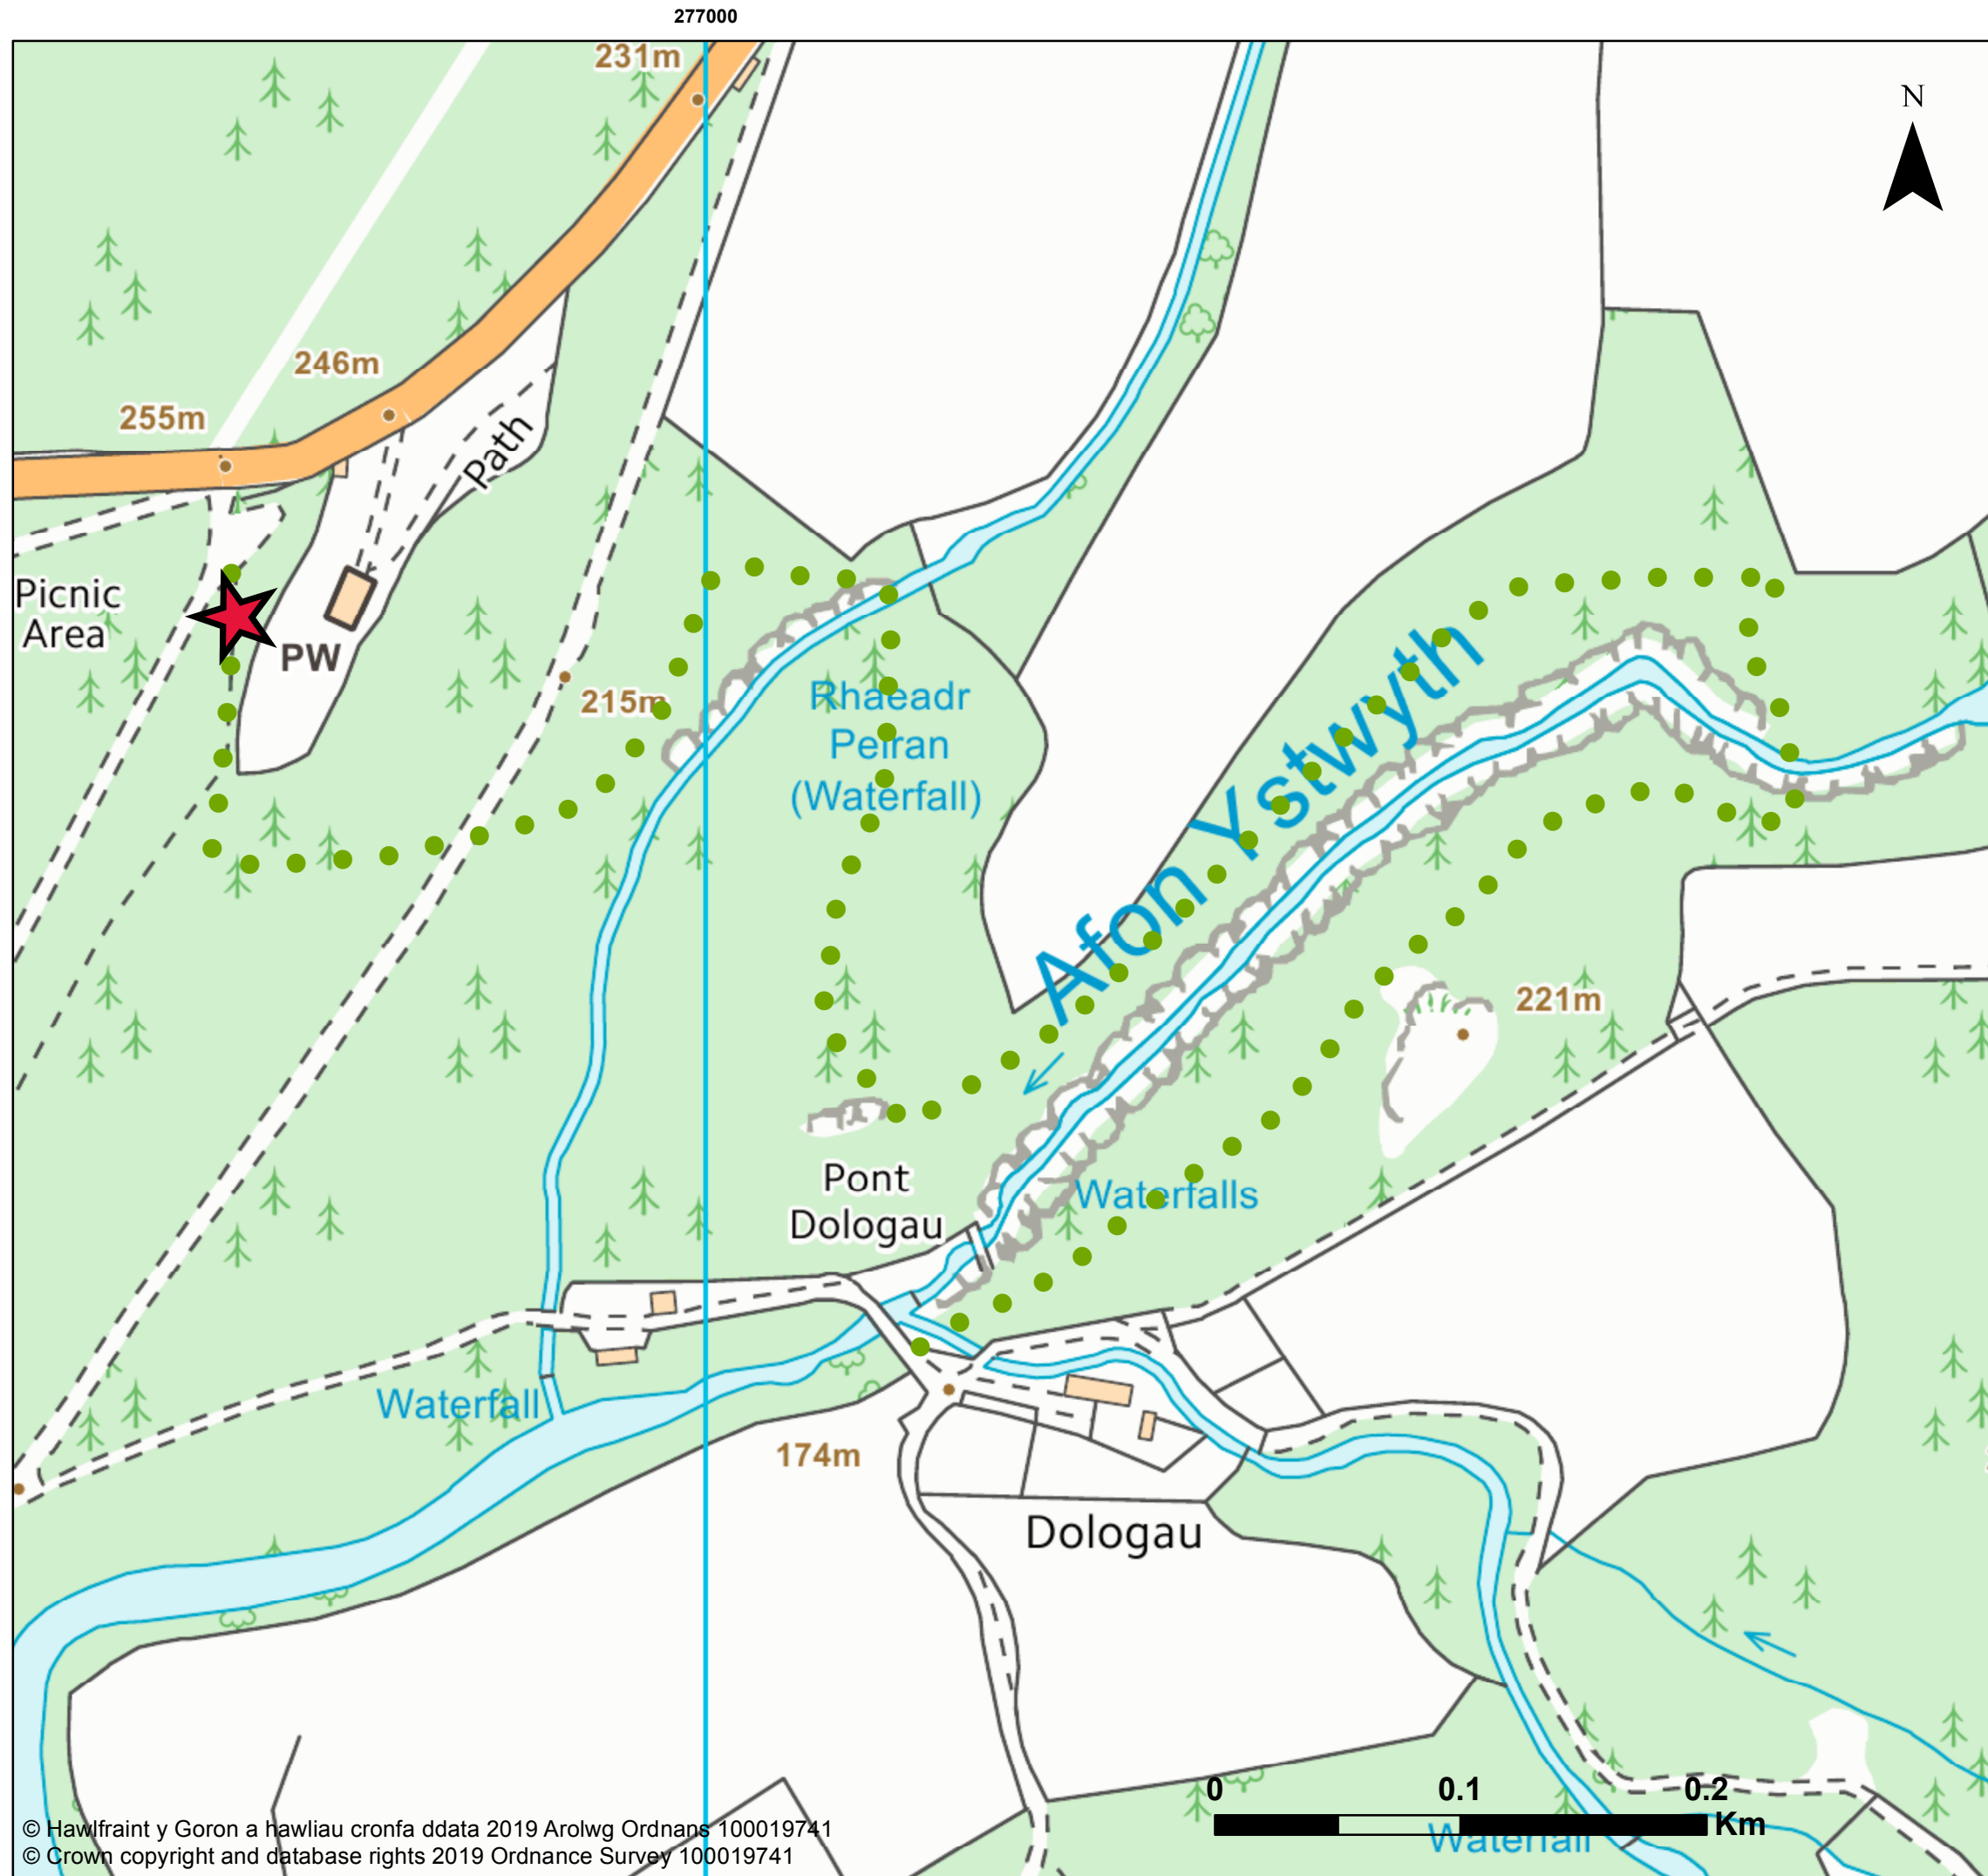 277000
231m
N
246m
255m
Path
Picnic
Area
PW
215m
Rhaeadr
Peiran
(Waterfall)
Afon Ystwyth
221m
Pont
Dologau
Waterfalls
Waterfall
174m
Dologau
0 0.1 0.2
Km
Waterfall
© Hawlfraint y Goron a hawliau cronfa ddata 2019 Arolwg Ordnans 100019741
© Crown copyright and database rights 2019 Ordnance Survey 100019741